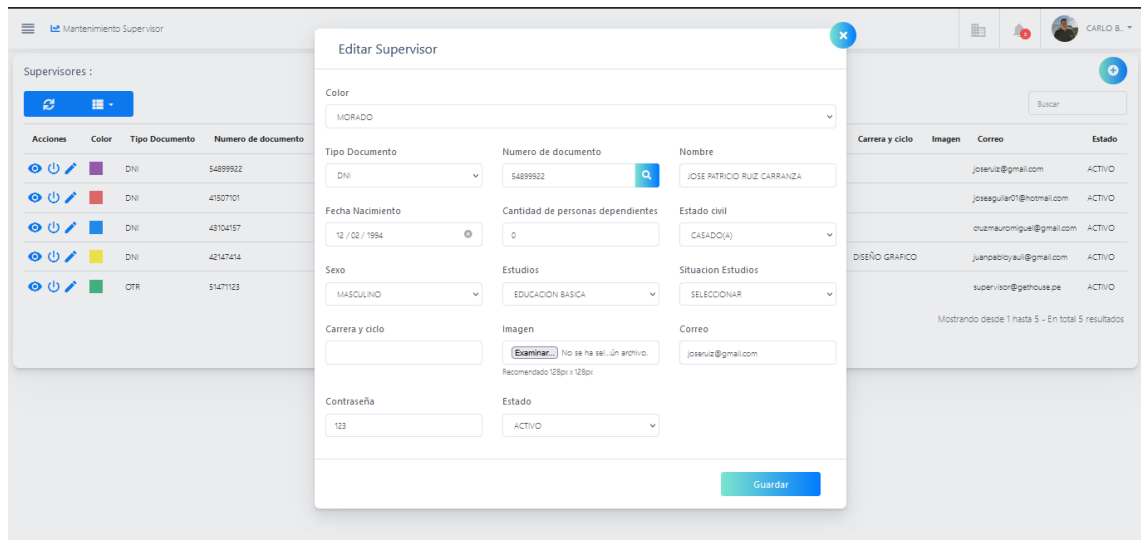 Mantenimiento Supervisor
0
CARLO B..
Supervisores :
Buscar
Acciones Color Tipo Documento Numero de documento Carrera y ciclo Imagen Correo Estado
DNI 54899922 joseruiz@gmail.com ACTIVO
DNI 41507101 joseaguilar01@hotmail.com ACTIVO
DNI 43104157 cruzmauromiguel@gmail.com ACTIVO
DNI 42147414 DISEÑO GRAFICO juanpabloyauli@gmail.com ACTIVO
OTR 51471123 supervisor@gethouse.pe ACTIVO
Mostrando desde 1 hasta 5 - En total 5 resultados
Editar Supervisor
Color
MORADO
Tipo Documento Numero de documento Nombre
DNI 54899922 JOSE PATRICIO RUIZ CARRANZA
Fecha Nacimiento Cantidad de personas dependientes Estado civil
12 / 02 / 1994 0 CASADO(A)
Sexo Estudios Situacion Estudios
MASCULINO EDUCACION BASICA SELECCIONAR
Carrera y ciclo Imagen Correo
Examinar... No se ha sel...ún archivo. joseruiz@gmail.com
Recomendado 128px x 128px
Contraseña Estado
123 ACTIVO
Guardar